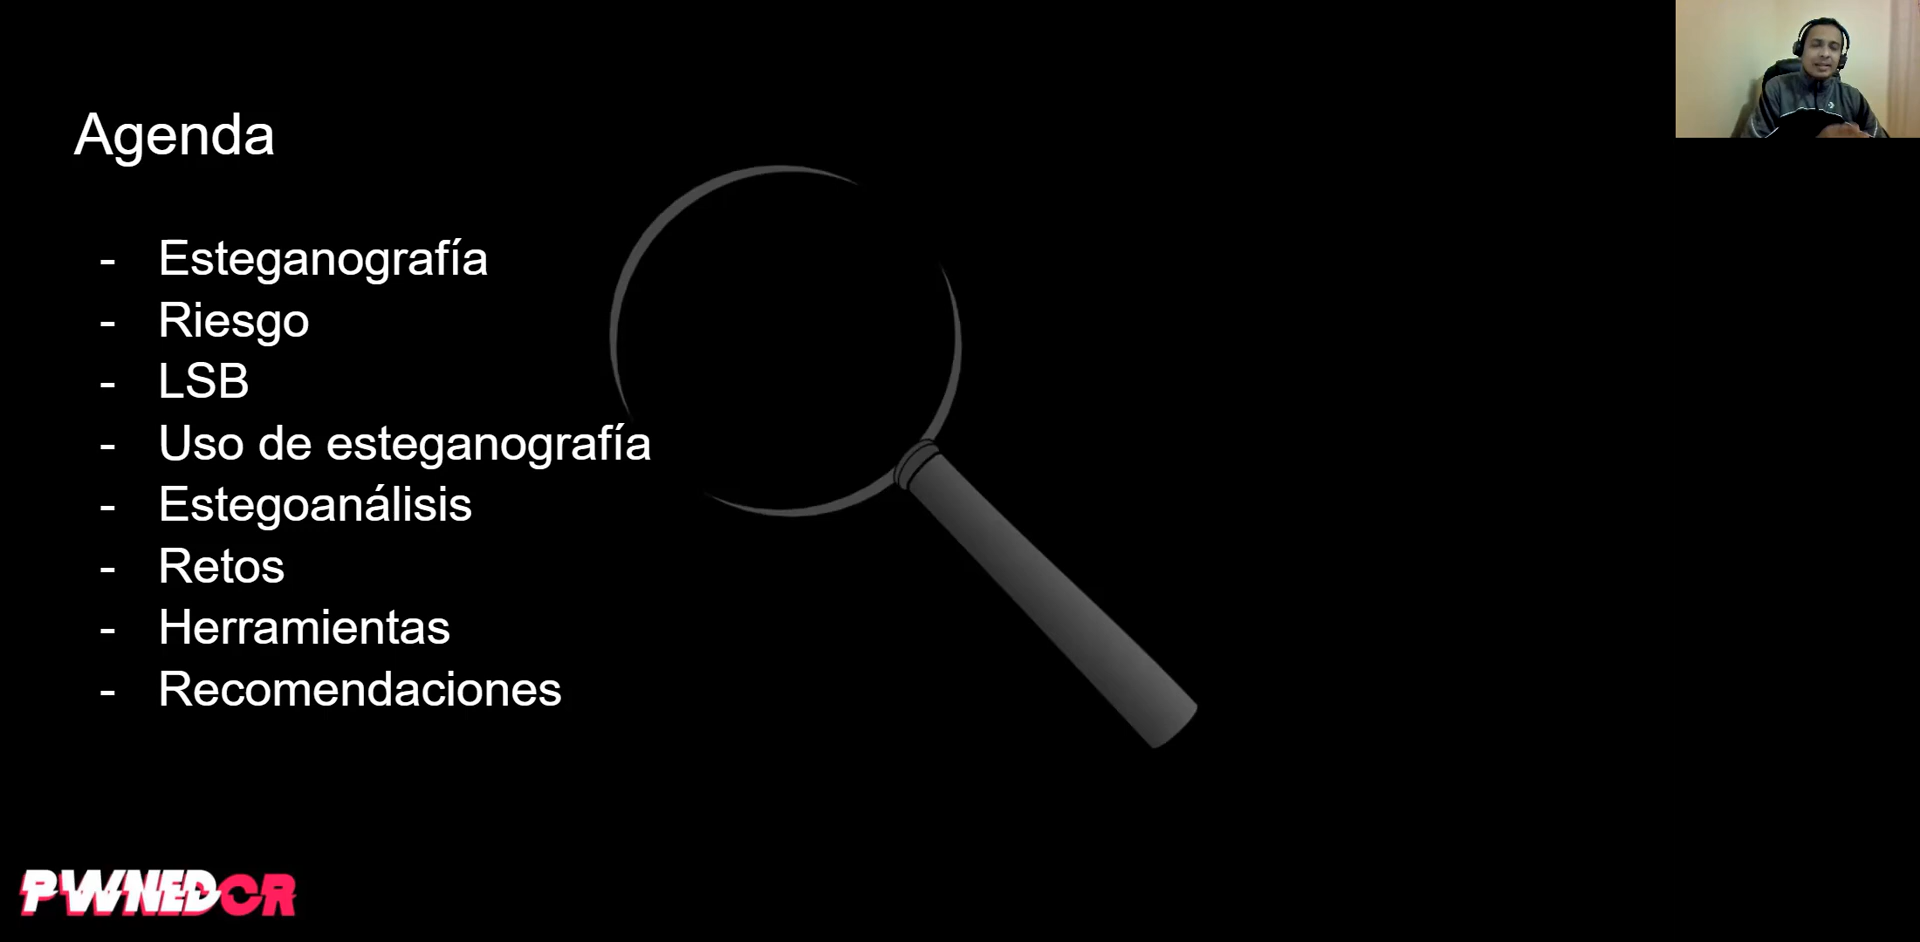 Agenda
- Esteganografía
- Riesgo
- LSB
- Uso de esteganografía
- Estegoanálisis
- Retos
- Herramientas
- Recomendaciones
PWNEDCR